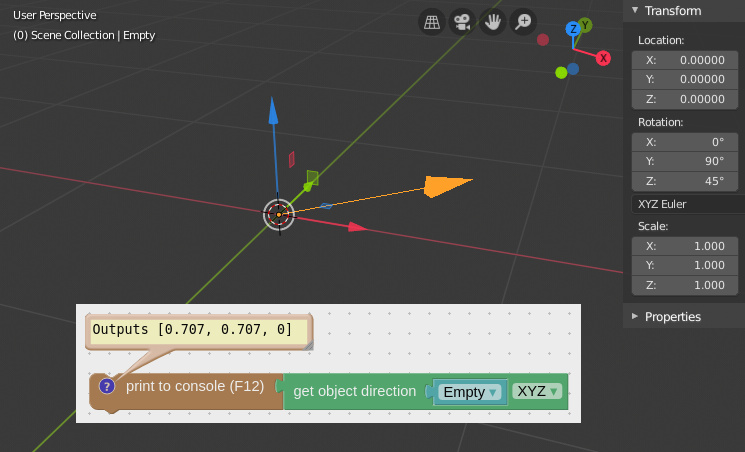 User Perspective
(0) Scene Collection | Empty
Z
Y
X
Transform
Location:
X: 0.00000
Y: 0.00000
Z: 0.00000
Rotation:
X: 0°
Y: 90°
Z: 45°
XYZ Euler
Scale:
X: 1.000
Y: 1.000
Z: 1.000
Properties
Outputs [0.707, 0.707, 0]
? print to console (F12) get object direction Empty XYZ